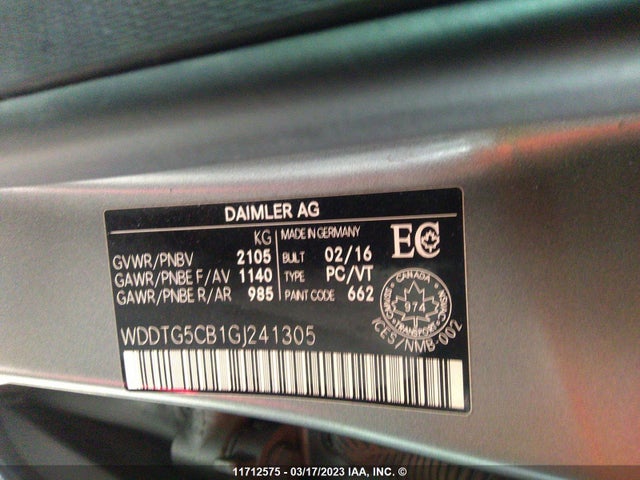 DAIMLER AG
KG
GVWR/PNBV 2105
GAWR/PNBE F/AV 1140
GAWR/PNBE R/AR 985
MADE IN GERMANY
BUILT 02/16
TYPE PC/VT
PAINT CODE 662
EC
CANADA
974
TRANSPORT
ICES/NMB-002
WDDTG5CB1GJ241305
11712575 - 03/17/2023 IAA, INC. ©